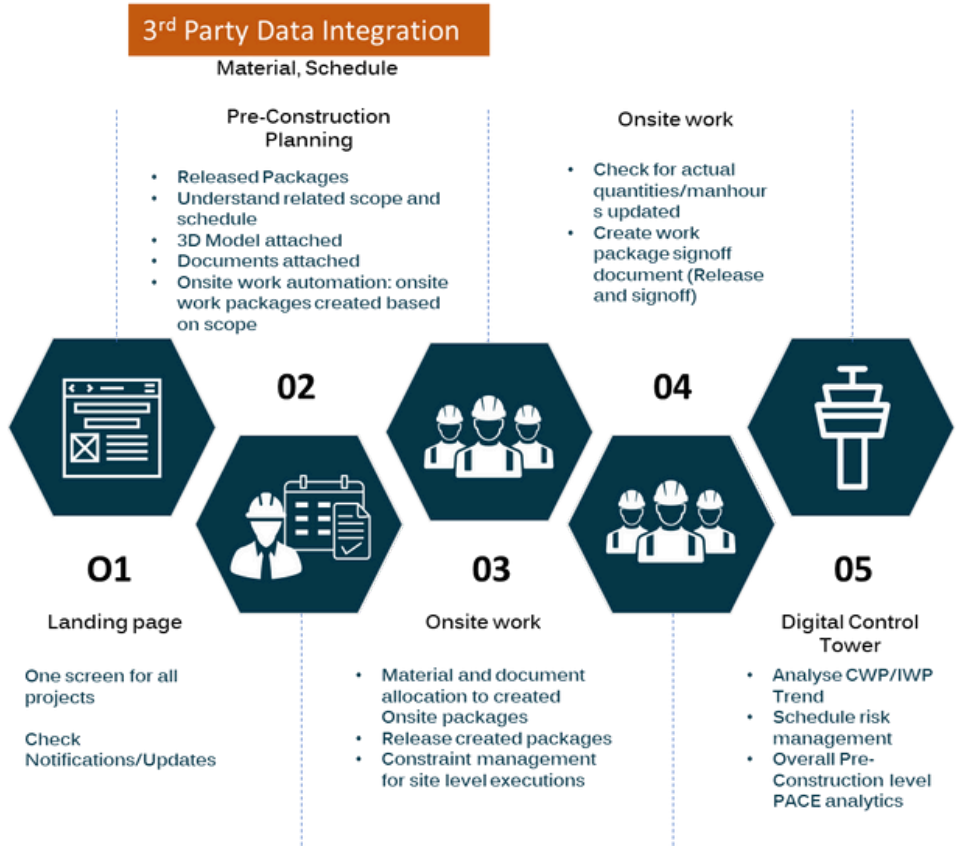 3rd Party Data Integration
Material, Schedule
Pre-Construction
Planning
• Released Packages
• Understand related scope and
schedule
• 3D Model attached
• Documents attached
• Onsite work automation: onsite
work packages created based
on scope
Onsite work
• Check for actual
quantities/manhour
s updated
• Create work
package signoff
document (Release
and signoff)
02
04
O1
Landing page
One screen for all
projects
Check
Notifications/Updates
03
Onsite work
• Material and document
allocation to created
Onsite packages
• Release created packages
• Constraint management
for site level executions
05
Digital Control
Tower
• Analyse CWP/IWP
Trend
• Schedule risk
management
• Overall Pre-
Construction level
PACE analytics